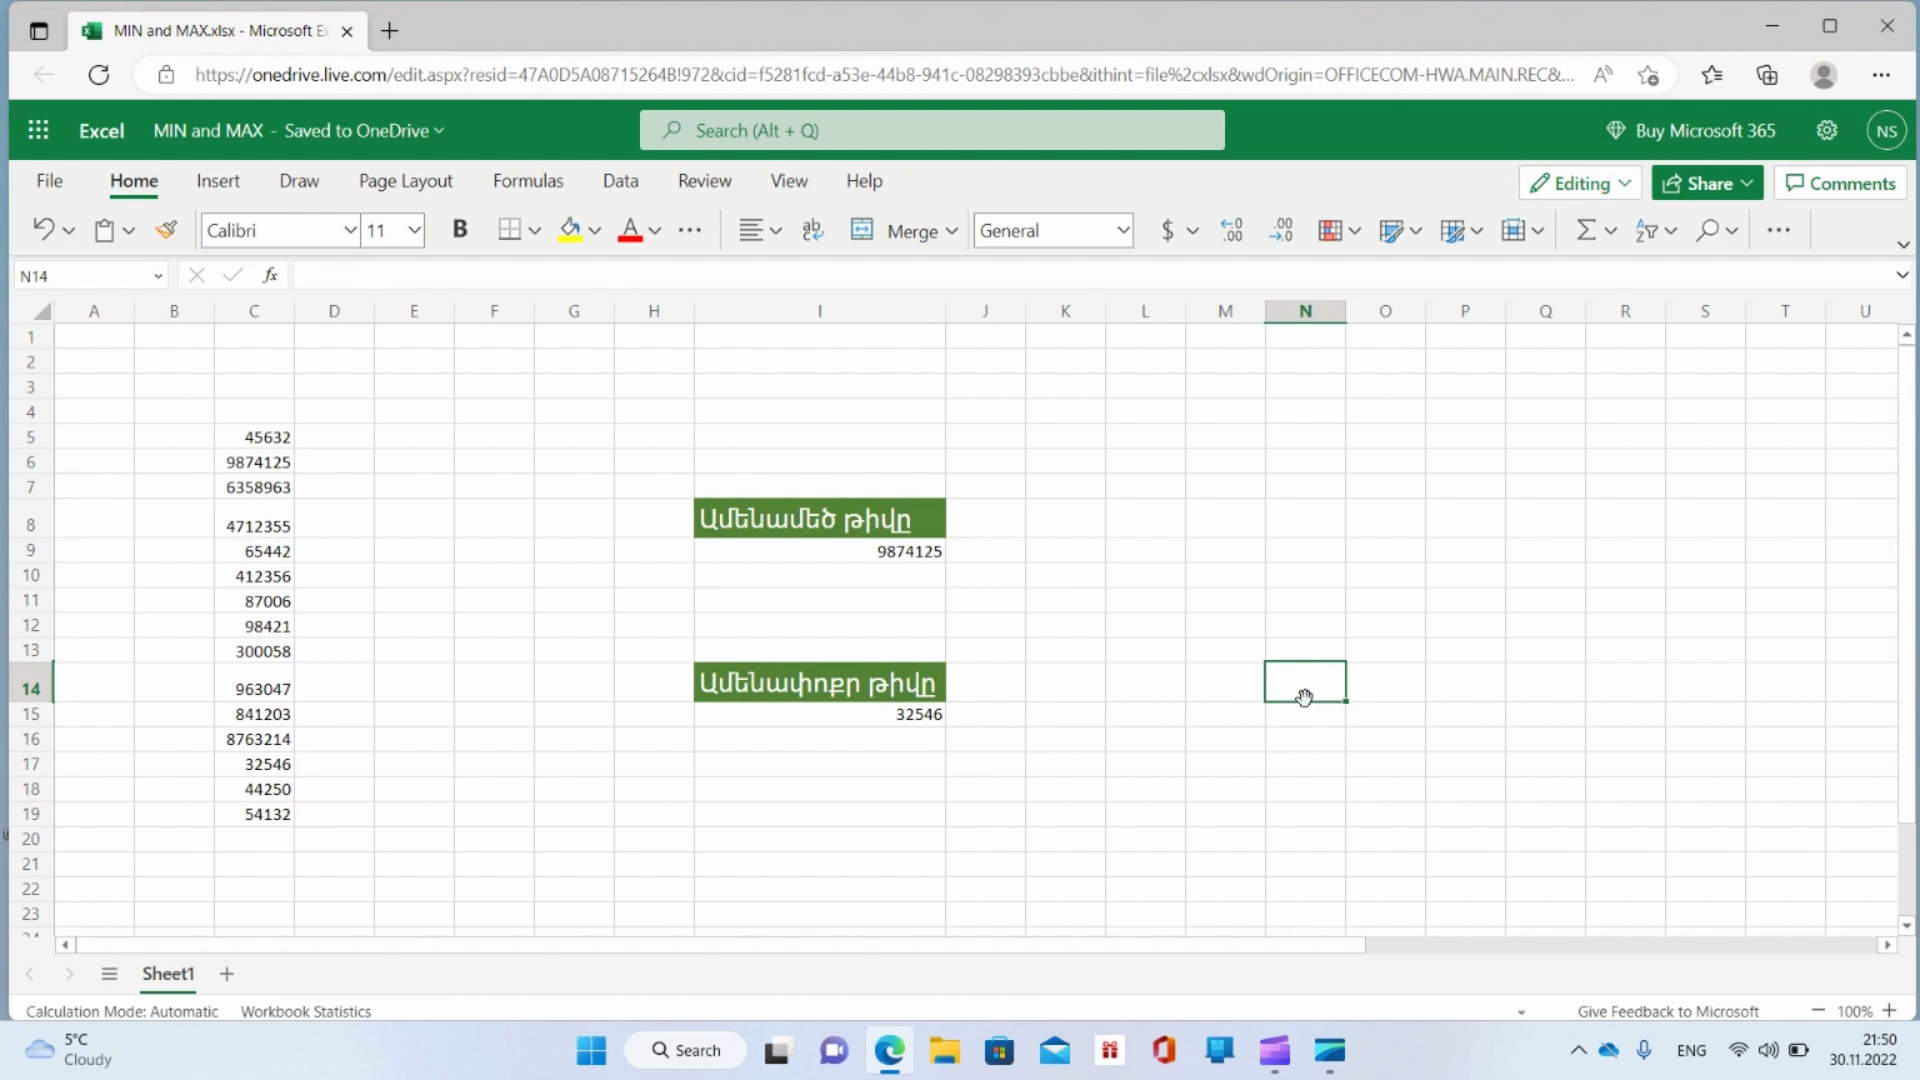 MIN and MAX.xlsx - Microsoft Ex
https://onedrive.live.com/edit.aspx?resid=47A0D5A08715264B!972&cid=f5281fcd-a53e-44b8-941c-08298393cbbe&ithint=file%2cxlsx&wdOrigin=OFFICECOM-HWA.MAIN.REC&...
Excel MIN and MAX - Saved to OneDrive Search (Alt + Q) Buy Microsoft 365 NS
File Home Insert Draw Page Layout Formulas Data Review View Help Editing Share Comments
Calibri 11 B A ... ab Merge General $ .00 .00 ...
N14 fx
A B C D E F G H I J K L M N O P Q R S T U
1
2
3
4
5 45632
6 9874125
7 6358963
8 4712355 Ամենամեծ թիվը
9 65442 9874125
10 412356
11 87006
12 98421
13 300058
14 963047 Ամենափոքր թիվը
15 841203 32546
16 8763214
17 32546
18 44250
19 54132
20
21
22
23
Sheet1
Calculation Mode: Automatic Workbook Statistics Give Feedback to Microsoft 100%
5°C
Cloudy
Search
ENG
21:50
30.11.2022